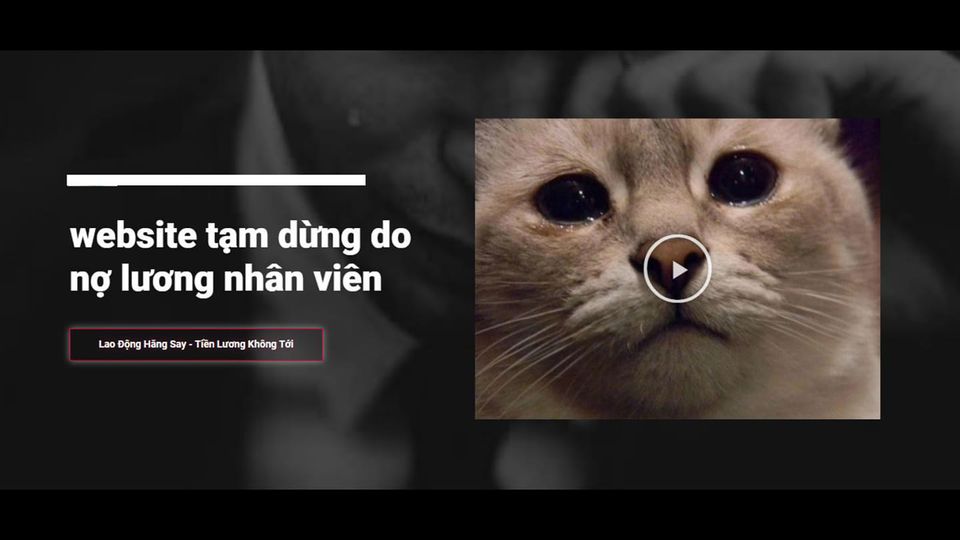 website tạm dừng do
nợ lương nhân viên
Lao Động Hăng Say - Tiền Lương Không Tới